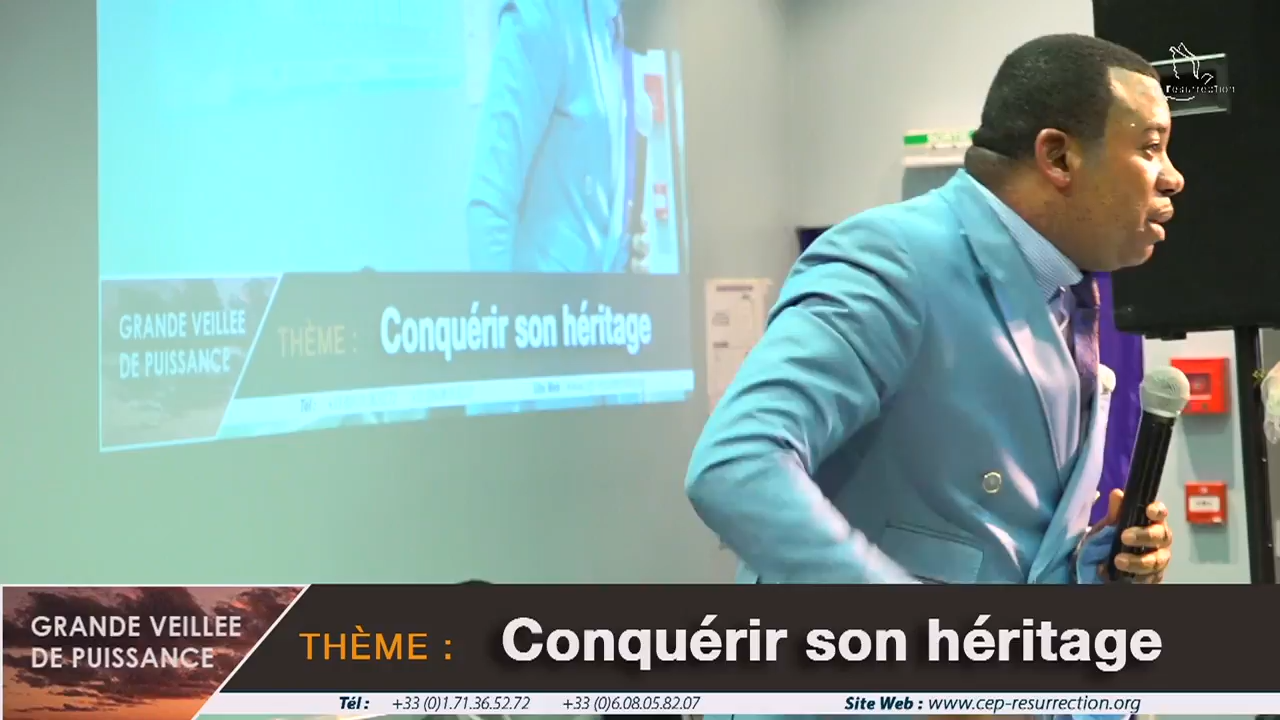 resurrection
GRANDE VEILLEE
DE PUISSANCE
THÈME :
Conquérir son héritage
GRANDE VEILLEE
DE PUISSANCE
THÈME :
Conquérir son héritage
Tél : +33 (0)1.71.36.52.72 +33 (0)6.08.05.82.07 Site Web : www.cep-resurrection.org